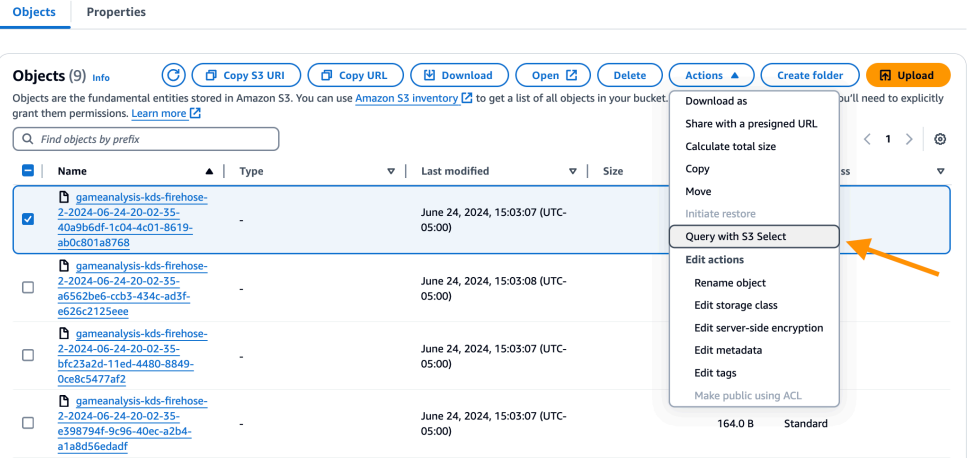 Objects
Properties
Objects (9) Info
Copy S3 URI
Copy URL
Download
Open
Delete
Actions
Create folder
Upload
Objects are the fundamental entities stored in Amazon S3. You can use Amazon S3 inventory to get a list of all objects in your bucket.
ou'll need to explicitly
grant them permissions. Learn more
Find objects by prefix
1
Name
Type
Last modified
Size
ss
gameanalysis-kds-firehose-
2-2024-06-24-20-02-35-
40a9b6df-1c04-4c01-8619-
ab0c801a8768
-
June 24, 2024, 15:03:07 (UTC-
05:00)
gameanalysis-kds-firehose-
2-2024-06-24-20-02-35-
a6562be6-ccb3-434c-ad3f-
e626c2125eee
-
June 24, 2024, 15:03:08 (UTC-
05:00)
gameanalysis-kds-firehose-
2-2024-06-24-20-02-35-
bfc23a2d-11ed-4480-8849-
0ce8c5477af2
-
June 24, 2024, 15:03:07 (UTC-
05:00)
gameanalysis-kds-firehose-
2-2024-06-24-20-02-35-
e398794f-9c96-40ec-a2b4-
a1a8d56edadf
-
June 24, 2024, 15:03:07 (UTC-
05:00)
164.0 B
Standard
Download as
Share with a presigned URL
Calculate total size
Copy
Move
Initiate restore
Query with S3 Select
Edit actions
Rename object
Edit storage class
Edit server-side encryption
Edit metadata
Edit tags
Make public using ACL